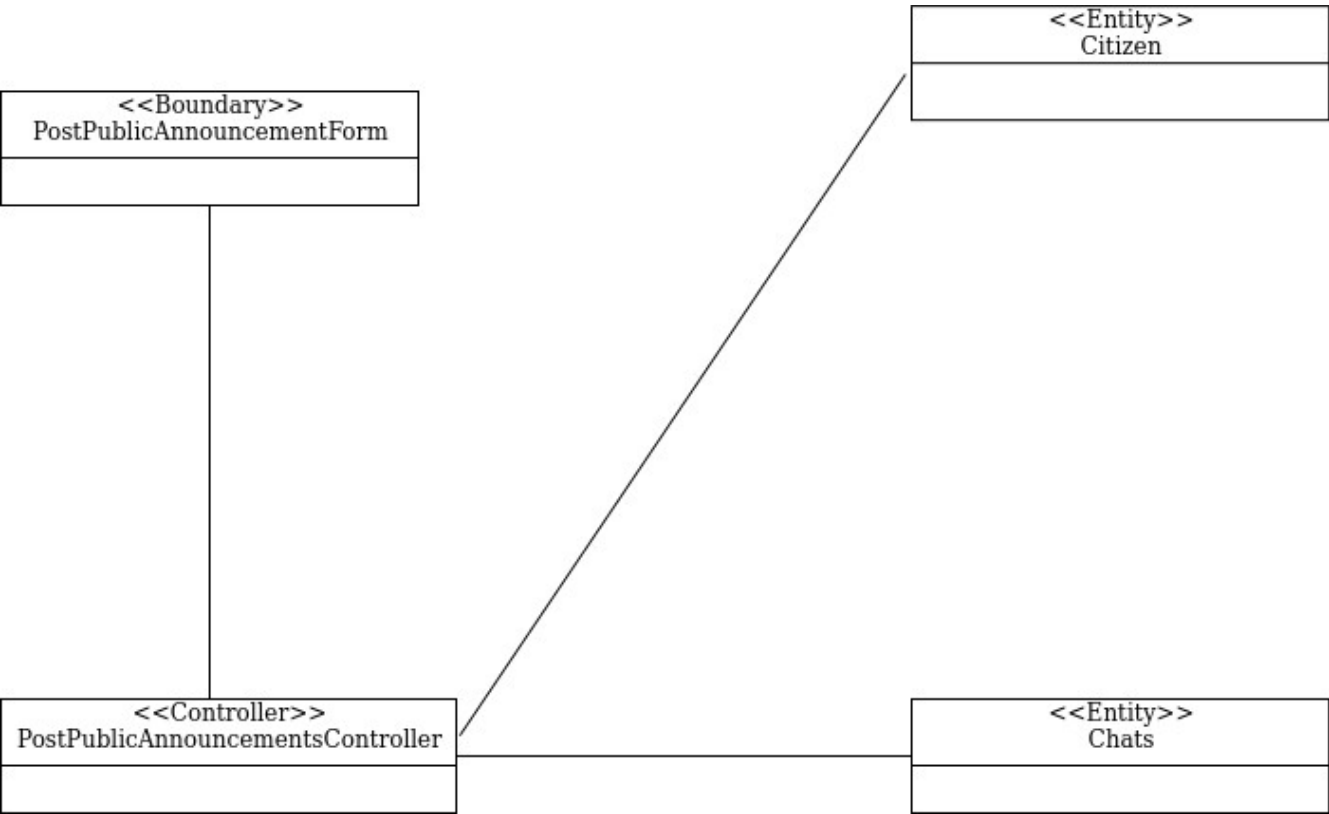 <<Entity>>
Citizen
<<Boundary>>
PostPublicAnnouncementForm
<<Controller>>
PostPublicAnnouncementsController
<<Entity>>
Chats